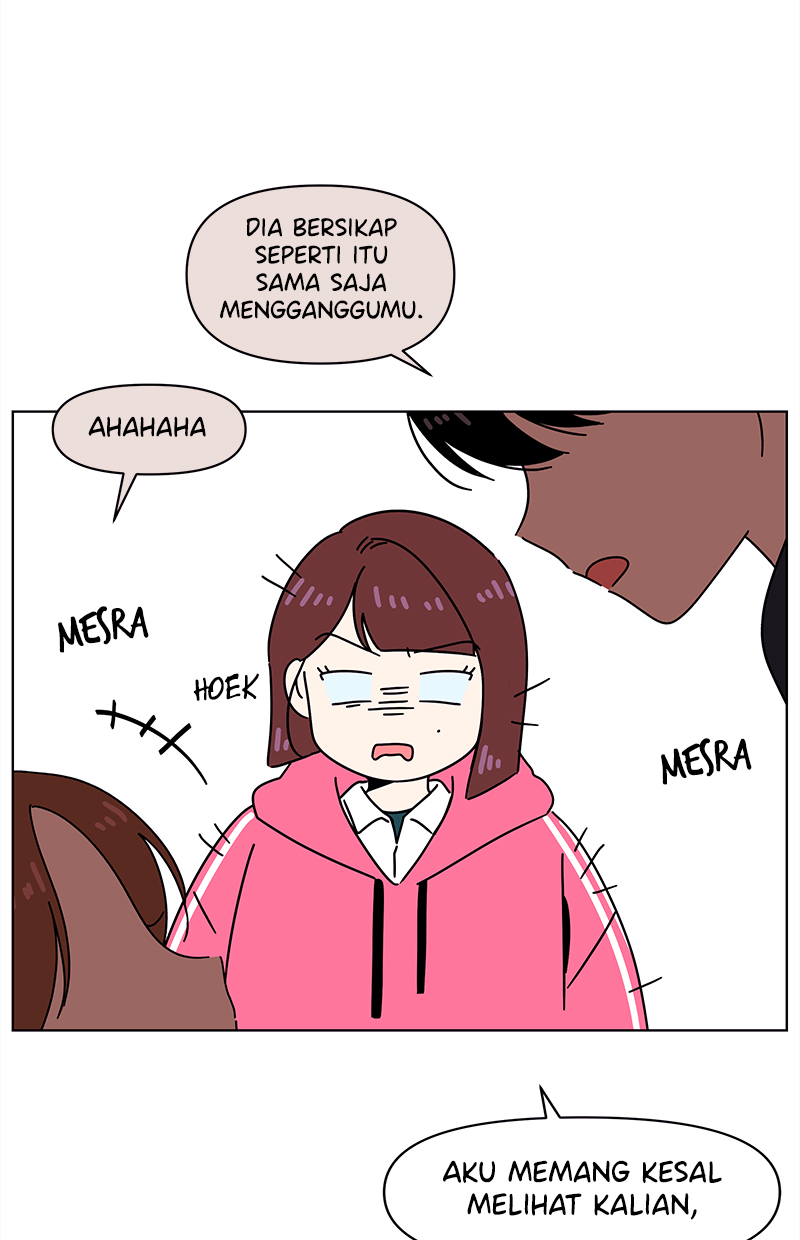 DIA BERSIKAP
SEPERTI ITU
SAMA SAJA
MENGGANGGUMU.
AHAHAHA
MESRA
HOEK
MESRA
AKU MEMANG KESAL
MELIHAT KALIAN,